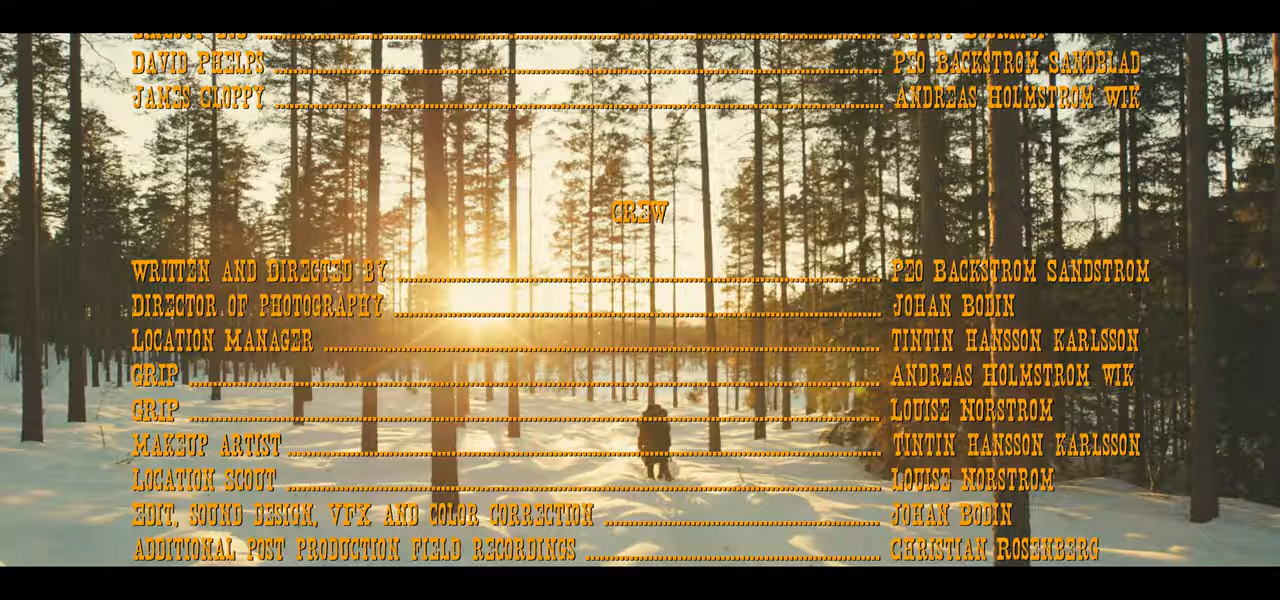 DAVID PHELPS ........ PEO BACKSTROM SANDBLAD
JAMES CLOPPY ........ ANDREAS HOLMSTROM WIK
CREW
WRITTEN AND DIRECTED BY ........ PEO BACKSTROM SANDSTROM
DIRECTOR OF PHOTOGRAPHY ........ JOHAN BODIN
LOCATION MANAGER ........ TINTIN HANSSON KARLSSON
GRIP ........ ANDREAS HOLMSTROM WIK
GRIP ........ LOUISE NORSTROM
MAKEUP ARTIST ........ TINTIN HANSSON KARLSSON
LOCATION SCOUT ........ LOUISE NORSTROM
EDIT, SOUND DESIGN, VFX AND COLOR CORRECTION ........ JOHAN BODIN
ADDITIONAL POST PRODUCTION FIELD RECORDINGS ........ CHRISTIAN ROSENBERG